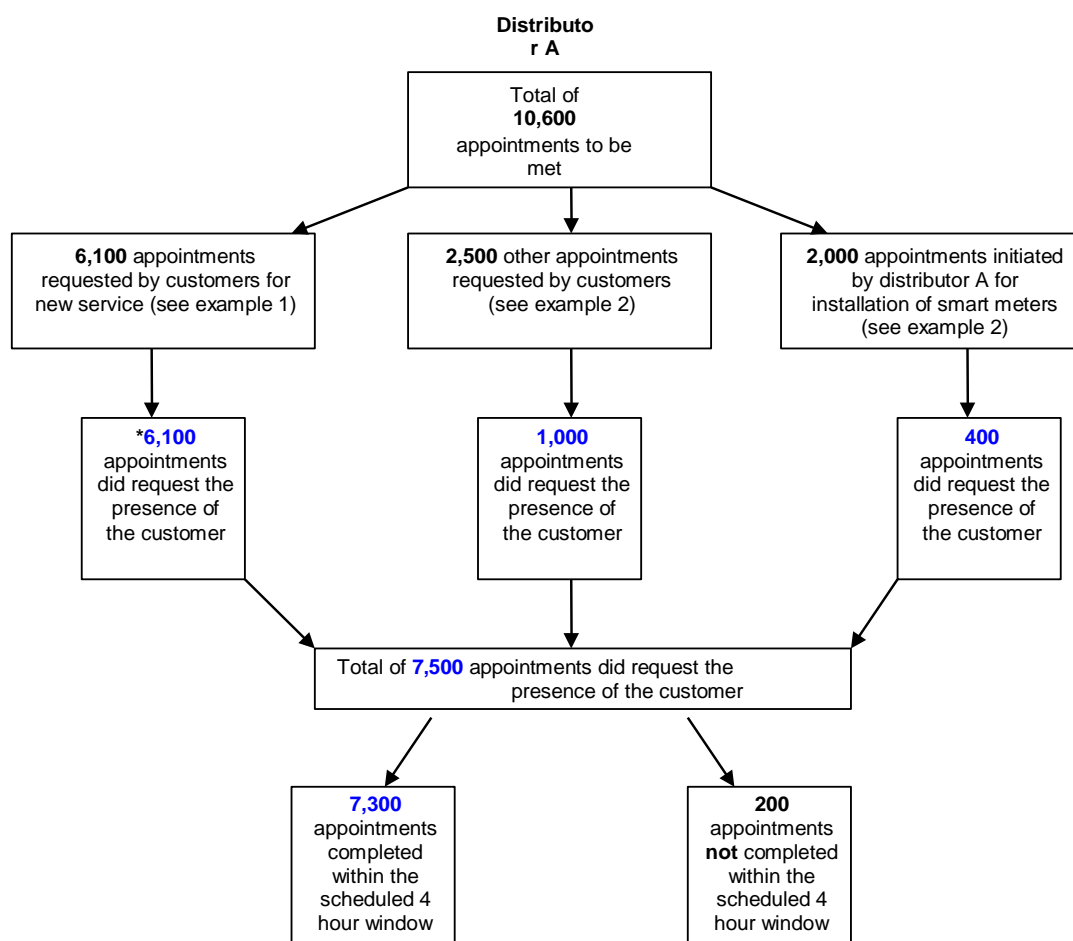 Distributo
r A
Total of
10,600
appointments to be
met
6,100 appointments
requested by customers for
new service (see example 1)
2,500 other appointments
requested by customers
(see example 2)
2,000 appointments initiated
by distributor A for
installation of smart meters
(see example 2)
*6,100
appointments
did request the
presence of
the customer
1,000
appointments
did request the
presence of
the customer
400
appointments
did request the
presence of
the customer
Total of 7,500 appointments did request the
presence of the customer
7,300
appointments
completed
within the
scheduled 4
hour window
200
appointments
not completed
within the
scheduled 4
hour window